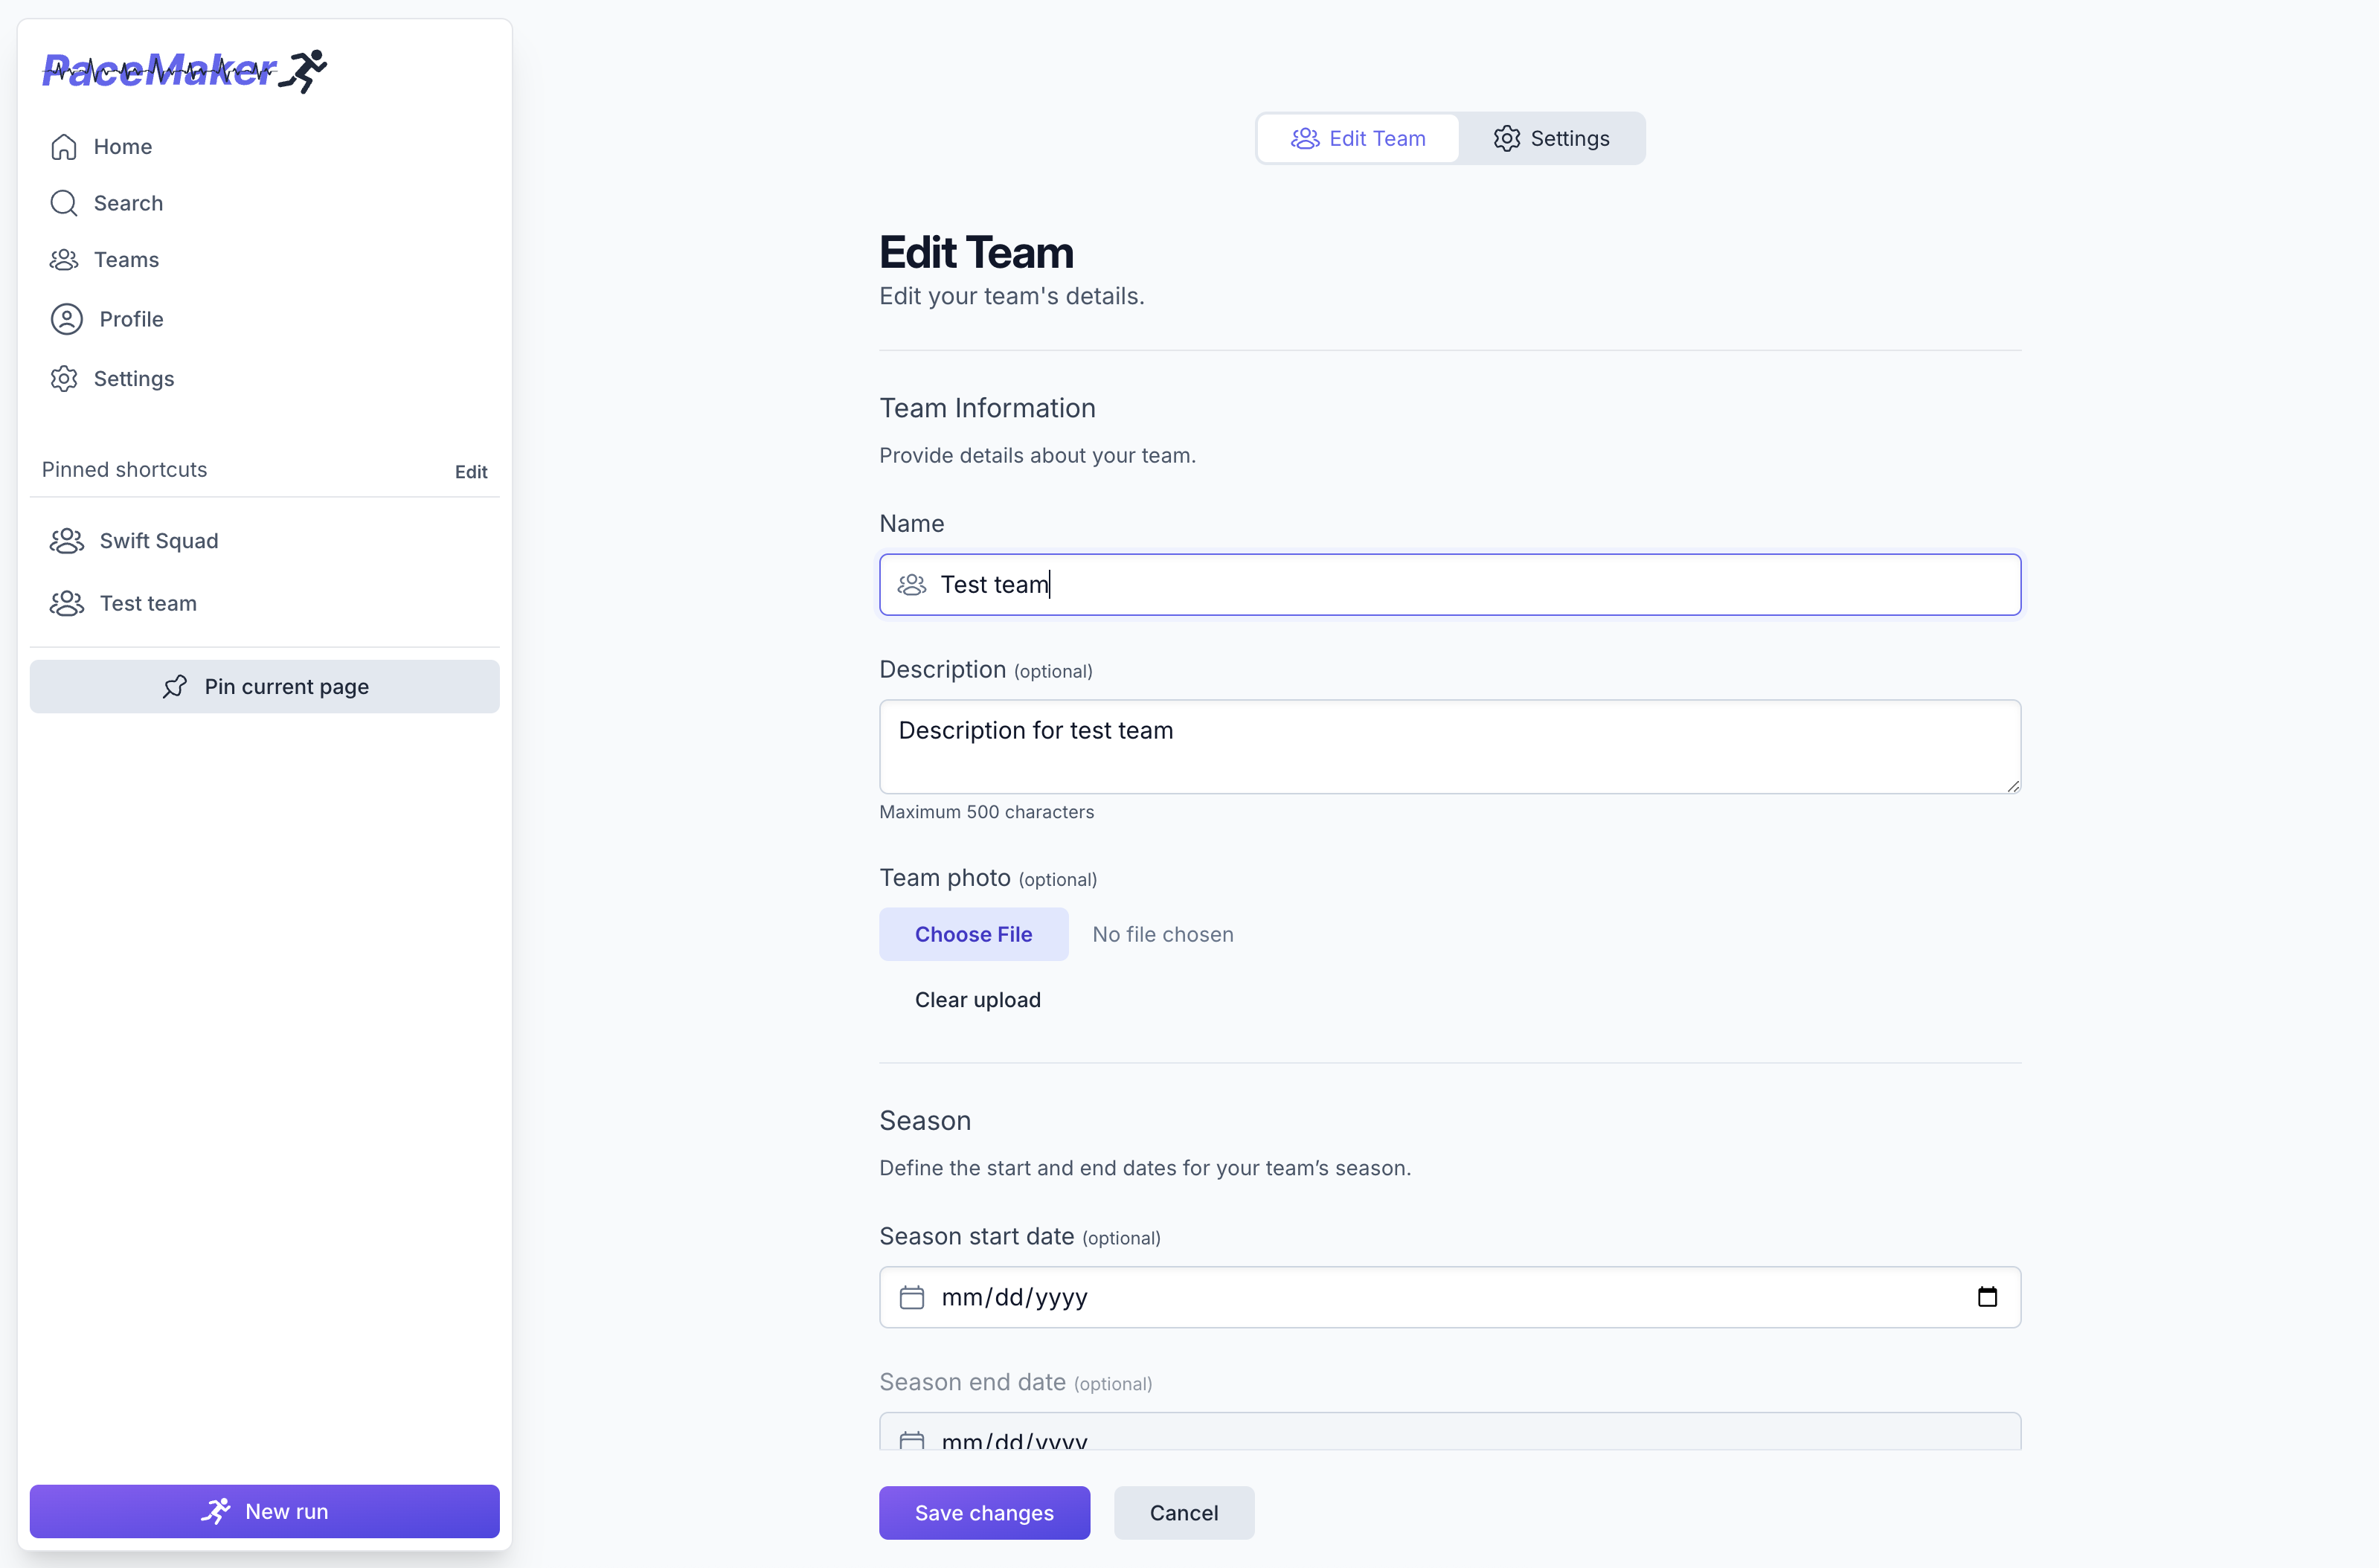 PaceMaker
Home
Search
Teams
Profile
Settings
Pinned shortcuts
Edit
Swift Squad
Test team
Pin current page
New run
Edit Team
Settings
Edit Team
Edit your team's details.
Team Information
Provide details about your team.
Name
Test team
Description (optional)
Description for test team
Maximum 500 characters
Team photo (optional)
Choose File No file chosen
Clear upload
Season
Define the start and end dates for your team’s season.
Season start date (optional)
mm/dd/yyyy
Season end date (optional)
mm/dd/yyyy
Save changes
Cancel